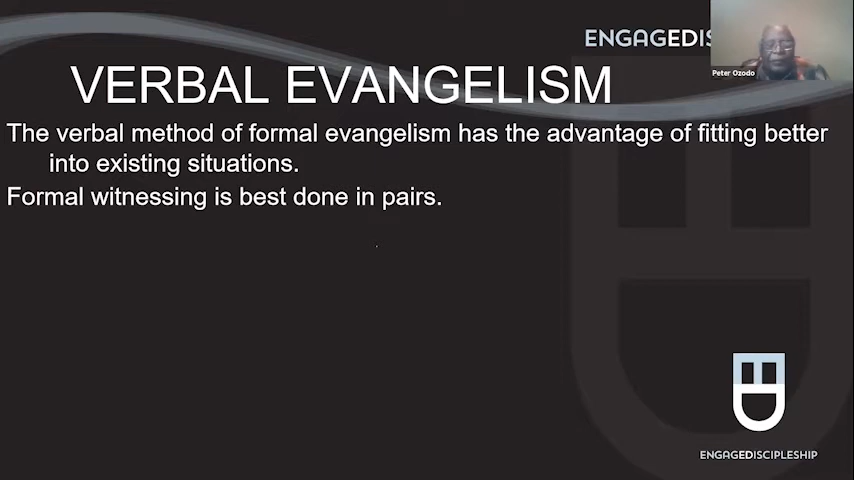 ENGAGEDIS
Peter Ozodo
VERBAL EVANGELISM
The verbal method of formal evangelism has the advantage of fitting better
into existing situations.
Formal witnessing is best done in pairs.
ENGAGEDISCIPLESHIP